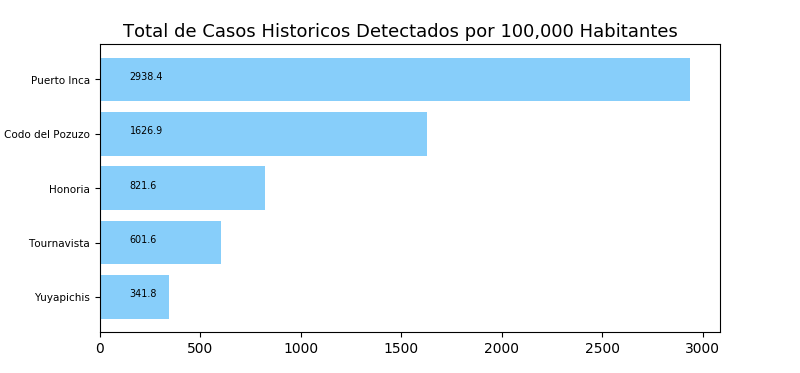 Total de Casos Historicos Detectados por 100,000 Habitantes
Puerto Inca 2938.4
Codo del Pozuzo 1626.9
Honoria 821.6
Tournavista 601.6
Yuyapichis 341.8
0 500 1000 1500 2000 2500 3000